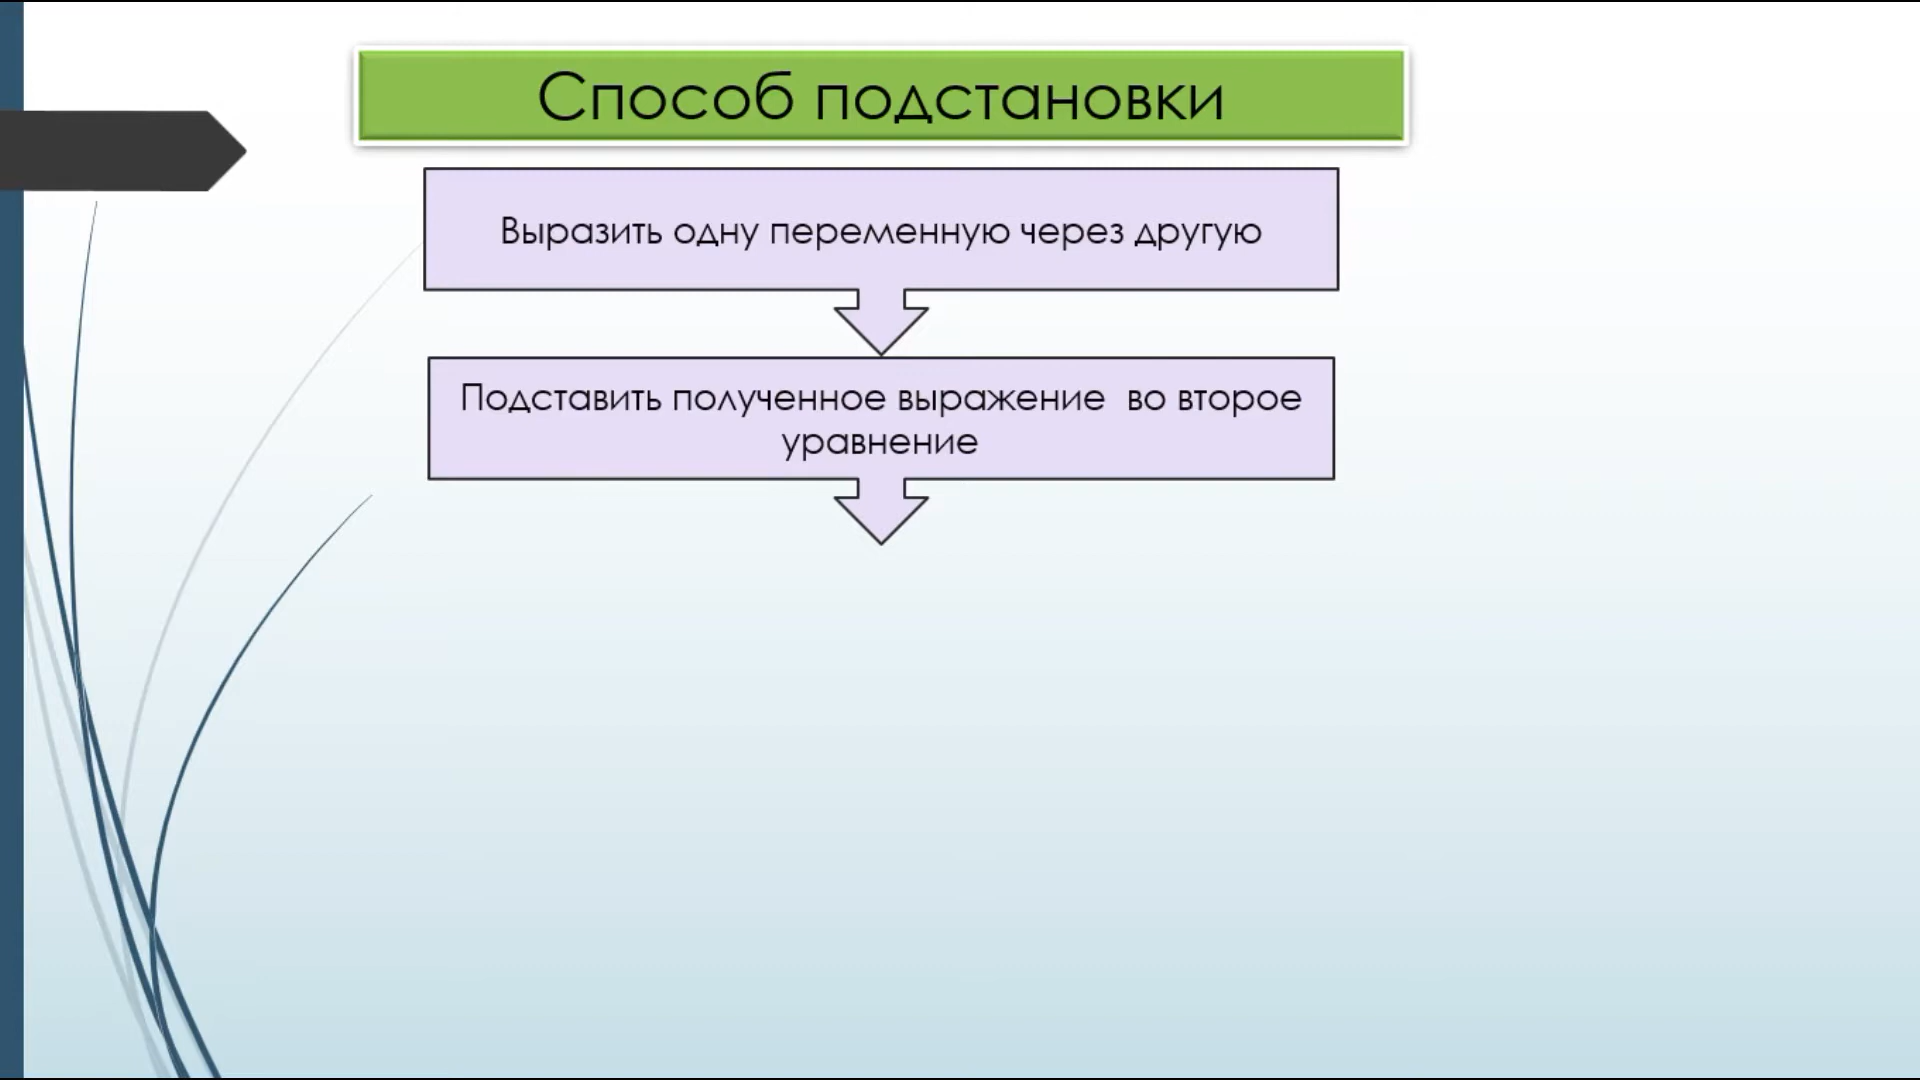 Способ подстановки
Выразить одну переменную через другую
Подставить полученное выражение во второе
уравнение